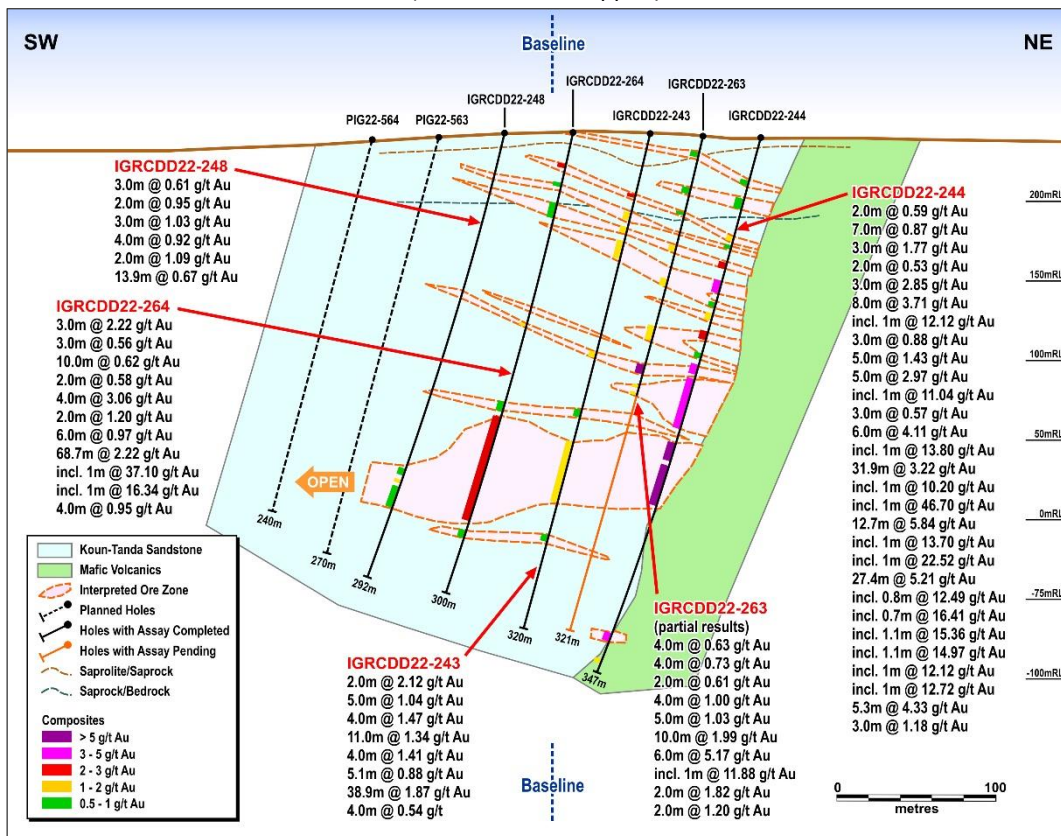 SW
Baseline
NE
IGRCDD22-264
IGRCDD22-263
IGRCDD22-248
IGRCDD22-243
IGRCDD22-244
PIG22-564
PIG22-563
IGRCDD22-248
3.0m @ 0.61 g/t Au
2.0m @ 0.95 g/t Au
3.0m @ 1.03 g/t Au
4.0m @ 0.92 g/t Au
2.0m @ 1.09 g/t Au
13.9m @ 0.67 g/t Au
IGRCDD22-264
3.0m @ 2.22 g/t Au
3.0m @ 0.56 g/t Au
10.0m @ 0.62 g/t Au
2.0m @ 0.58 g/t Au
4.0m @ 3.06 g/t Au
2.0m @ 1.20 g/t Au
6.0m @ 0.97 g/t Au
68.7m @ 2.22 g/t Au
incl. 1m @ 37.10 g/t Au
incl. 1m @ 16.34 g/t Au
4.0m @ 0.95 g/t Au
IGRCDD22-244
2.0m @ 0.59 g/t Au
7.0m @ 0.87 g/t Au
3.0m @ 1.77 g/t Au
2.0m @ 0.53 g/t Au
3.0m @ 2.85 g/t Au
8.0m @ 3.71 g/t Au
incl. 1m @ 12.12 g/t Au
3.0m @ 0.88 g/t Au
5.0m @ 1.43 g/t Au
5.0m @ 2.97 g/t Au
incl. 1m @ 11.04 g/t Au
3.0m @ 0.57 g/t Au
6.0m @ 4.11 g/t Au
incl. 1m @ 13.80 g/t Au
31.9m @ 3.22 g/t Au
incl. 1m @ 10.20 g/t Au
incl. 1m @ 46.70 g/t Au
12.7m @ 5.84 g/t Au
incl. 1m @ 13.70 g/t Au
incl. 1m @ 22.52 g/t Au
27.4m @ 5.21 g/t Au
incl. 0.8m @ 12.49 g/t Au
incl. 0.7m @ 16.41 g/t Au
incl. 1.1m @ 15.36 g/t Au
incl. 1.1m @ 14.97 g/t Au
incl. 1m @ 12.12 g/t Au
incl. 1m @ 12.72 g/t Au
5.3m @ 4.33 g/t Au
3.0m @ 1.18 g/t Au
200mRL
150mRL
100mRL
50mRL
0mRL
-75mRL
-100mRL
OPEN
240m
270m
292m
300m
320m
321m
347m
IGRCDD22-243
2.0m @ 2.12 g/t Au
5.0m @ 1.04 g/t Au
4.0m @ 1.47 g/t Au
11.0m @ 1.34 g/t Au
4.0m @ 1.41 g/t Au
5.1m @ 0.88 g/t Au
38.9m @ 1.87 g/t Au
4.0m @ 0.54 g/t
IGRCDD22-263
(partial results)
4.0m @ 0.63 g/t Au
4.0m @ 0.73 g/t Au
2.0m @ 0.61 g/t Au
4.0m @ 1.00 g/t Au
5.0m @ 1.03 g/t Au
10.0m @ 1.99 g/t Au
6.0m @ 5.17 g/t Au
incl. 1m @ 11.88 g/t Au
2.0m @ 1.82 g/t Au
2.0m @ 1.20 g/t Au
Koun-Tanda Sandstone
Mafic Volcanics
Interpreted Ore Zone
Planned Holes
Holes with Assay Completed
Holes with Assay Pending
Saprolite/Saprock
Saprock/Bedrock
Composites
> 5 g/t Au
3 - 5 g/t Au
2 - 3 g/t Au
1 - 2 g/t Au
0.5 - 1 g/t Au
Baseline
0 100
metres